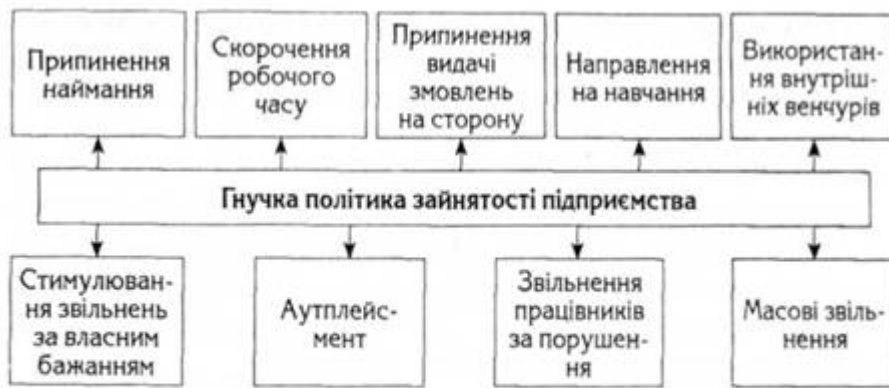 Припинення
наймання
Скорочення
робочого
часу
Припинення
видачі
змовлень
на сторону
Направлення
на навчання
Використан-
ня внутріш-
ніх венчурів
Гнучка політика зайнятості підприємства
Стимулюван-
ня звільнень
за власним
бажанням
Аутплейс-
мент
Звільнення
працівників
за порушен-
ня
Масові звіль-
нення